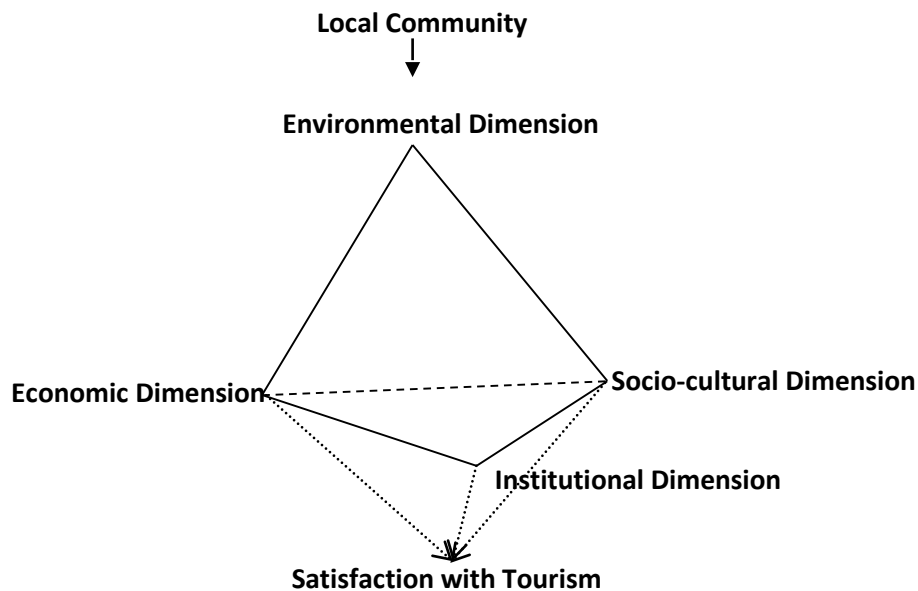 Local Community
Environmental Dimension
Economic Dimension
Socio-cultural Dimension
Institutional Dimension
Satisfaction with Tourism